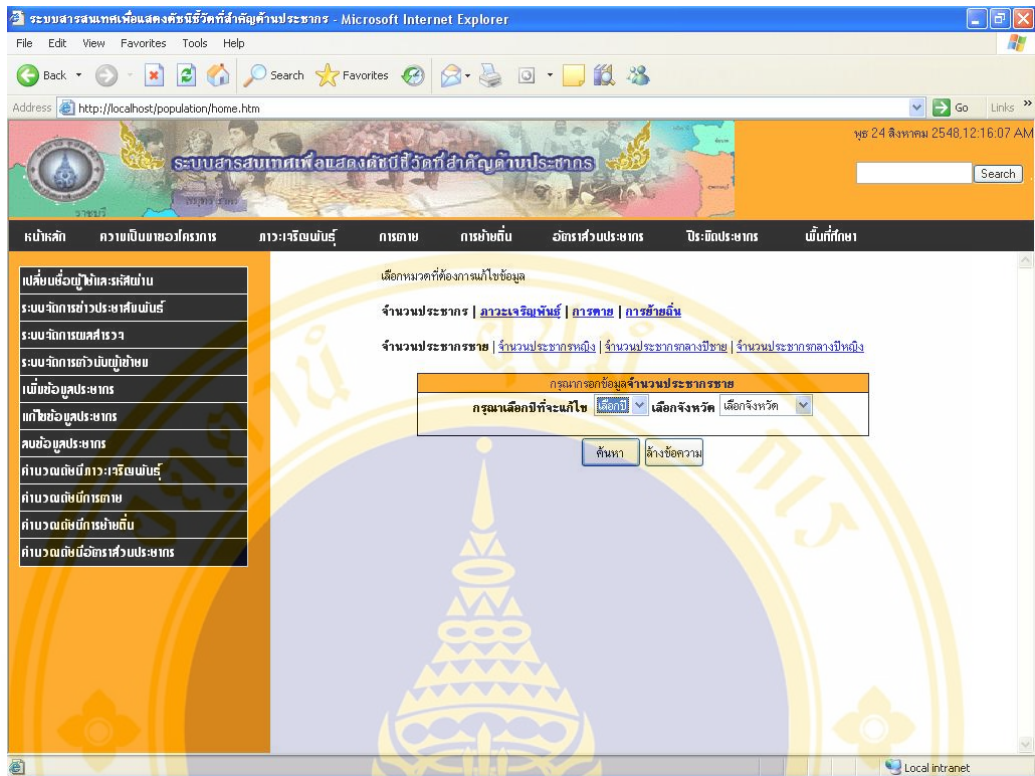 ระบบสารสนเทศเพื่อแสดงดัชนีชี้วัดที่สำคัญด้านประชากร - Microsoft Internet Explorer
File Edit View Favorites Tools Help
Back Search Favorites
Address http://localhost/population/home.htm Go Links »
พุธ 24 สิงหาคม 2548,12:16:07 AM
ระบบสารสนเทศเพื่อแสดงดัชนีชี้วัดที่สำคัญด้านประชากร
Search
ราชบุรี
หน้าหลัก ความเป็นมาของโครงการ ภาวะเจริญพันธุ์ การตาย การย้ายถิ่น อัตราส่วนประชากร ปิระมิดประชากร พื้นที่ศึกษา
เปลี่ยนชื่อผู้ใช้และรหัสผ่าน
ระบบจัดการข่าวประชาสัมพันธ์
ระบบจัดการผลสำรวจ
ระบบจัดการตัวนับผู้เข้าชม
เพิ่มข้อมูลประชากร
แก้ไขข้อมูลประชากร
ลบข้อมูลประชากร
คำนวณดัชนีภาวะเจริญพันธุ์
คำนวณดัชนีการตาย
คำนวณดัชนีการย้ายถิ่น
คำนวณดัชนีอัตราส่วนประชากร
เลือกหมวดที่ต้องการแก้ไขข้อมูล
จำนวนประชากร | ภาวะเจริญพันธุ์ | การตาย | การย้ายถิ่น
จำนวนประชากรชาย | จำนวนประชากรหญิง | จำนวนประชากรกลางปีชาย | จำนวนประชากรกลางปีหญิง
กรุณากรอกข้อมูลจำนวนประชากรชาย
กรุณาเลือกปีที่จะแก้ไข เลือกปี เลือกจังหวัด เลือกจังหวัด
ค้นหา ล้างข้อความ
Local intranet